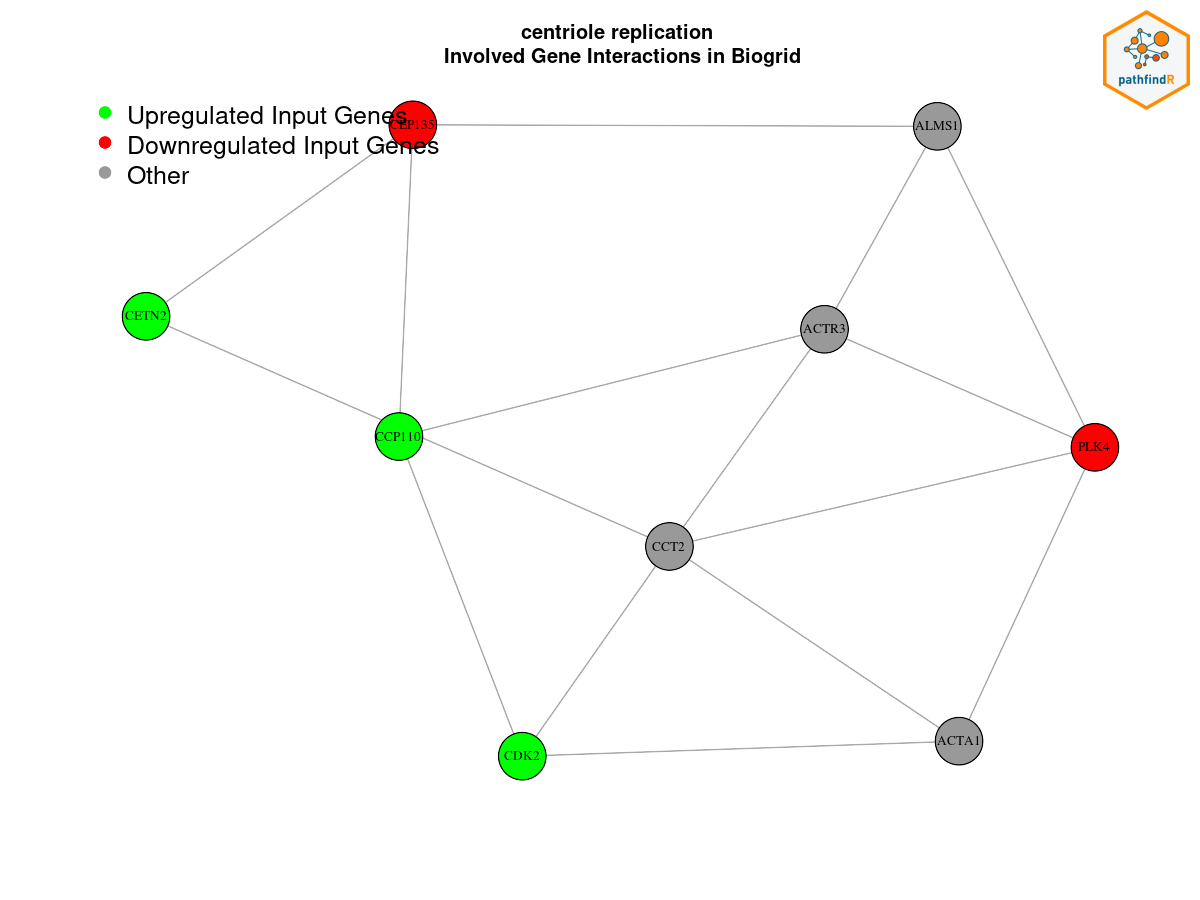 centriole replication
Involved Gene Interactions in Biogrid
pathfindR
Upregulated Input Genes
Downregulated Input Genes
Other
CEP135
ALMS1
CETN2
ACTR3
CCP110
PLK4
CCT2
ACTA1
CDK2